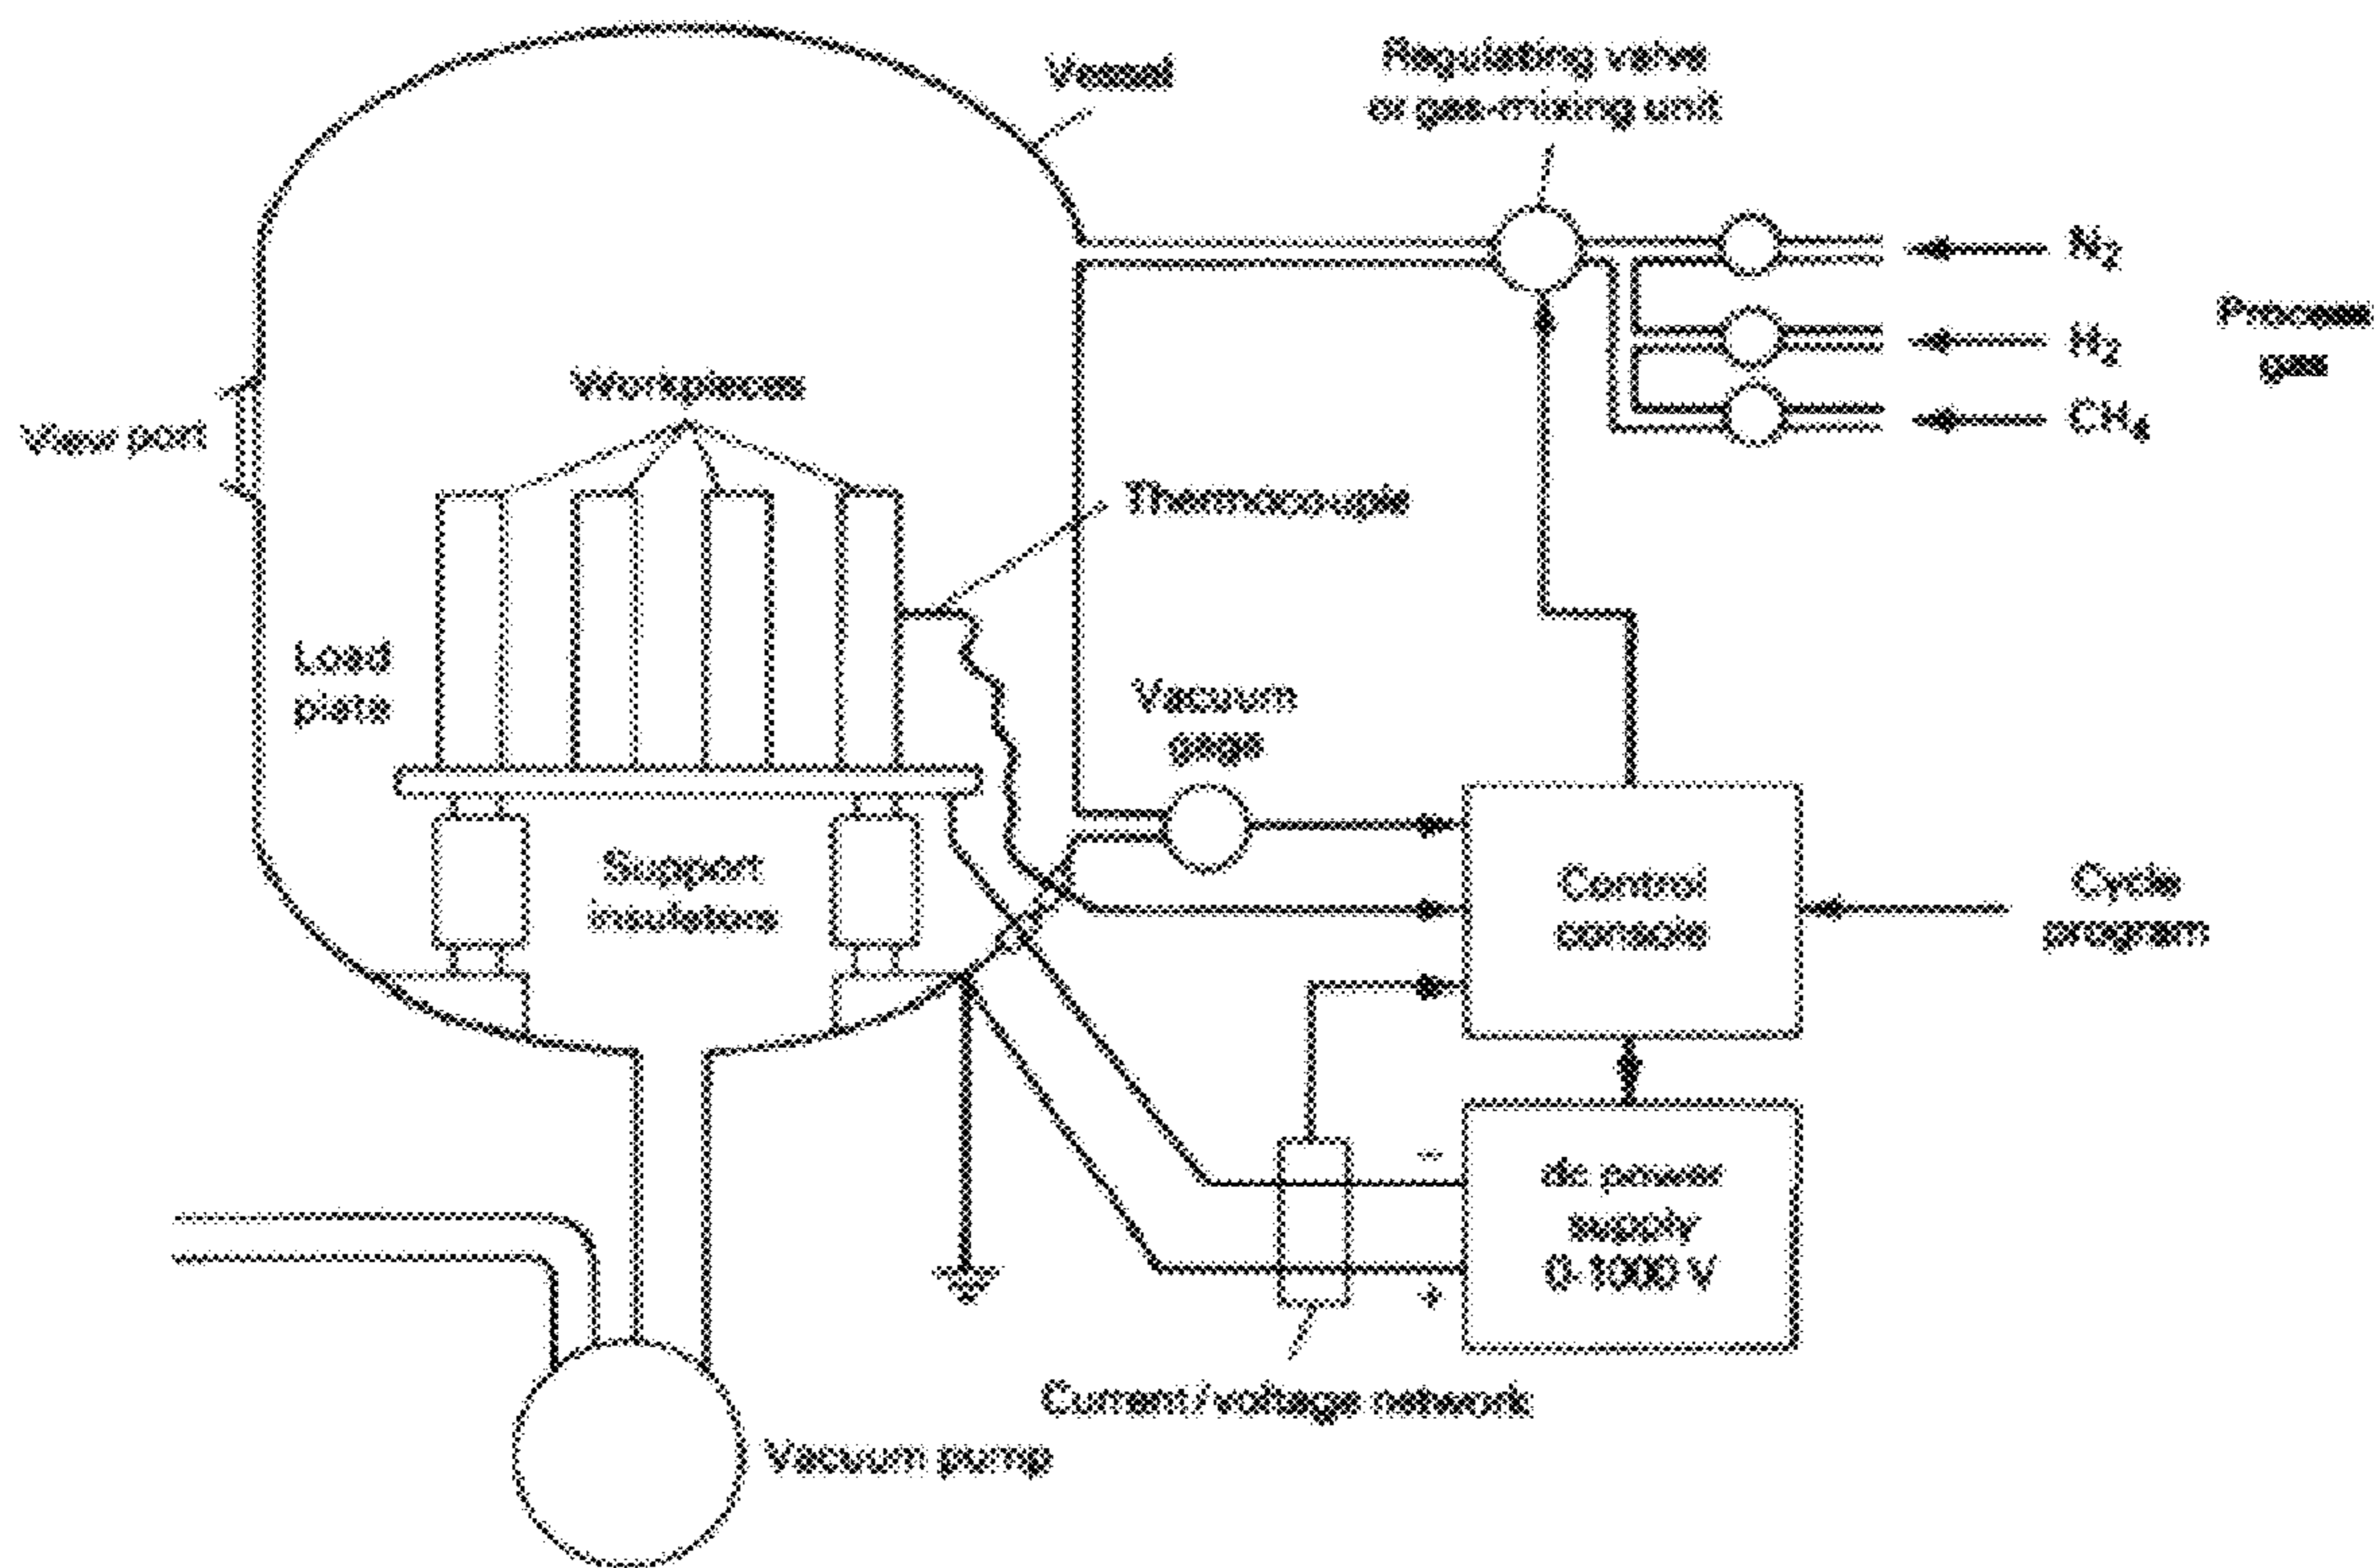 Vessel
Regulating valve
or gas-mixing unit
N2
H2
CH4
Process
gas
View port
Workpieces
Thermocouple
Load
plate
Vacuum
gage
Support
insulators
Control
console
Cycle
program
dc power
supply
0-1000 V
-
+
Current/voltage network
Vacuum pump